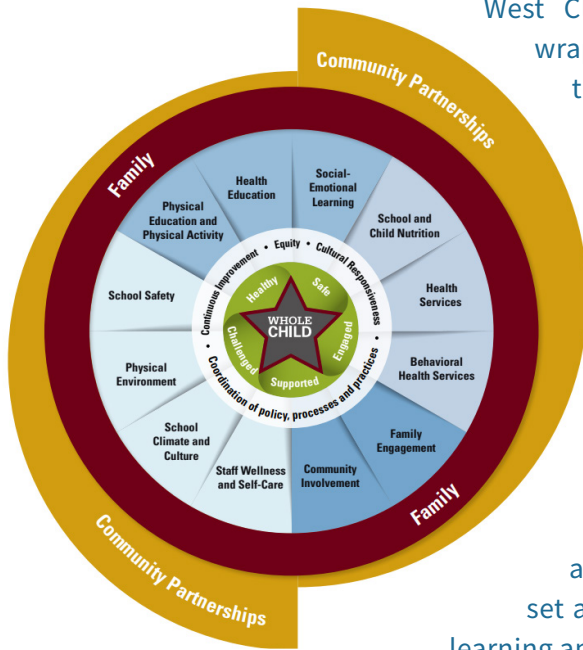 West C
wra
t
Community Partnerships
Family
Health
Education
Social-
Emotional
Learning
Physical
Education and
Physical Activity
School and
Child Nutrition
School Safety
Health
Services
Physical
Environment
Behavioral
Health Services
School
Climate and
Culture
Family
Engagement
Staff Wellness
and Self-Care
Community
Involvement
• Continuous Improvement • Equity • Cultural Responsiveness •
Coordination of policy, processes and practices
Healthy
Safe
Engaged
Supported
Challenged
WHOLE
CHILD
Family
Community Partnerships
a
set a
learning an